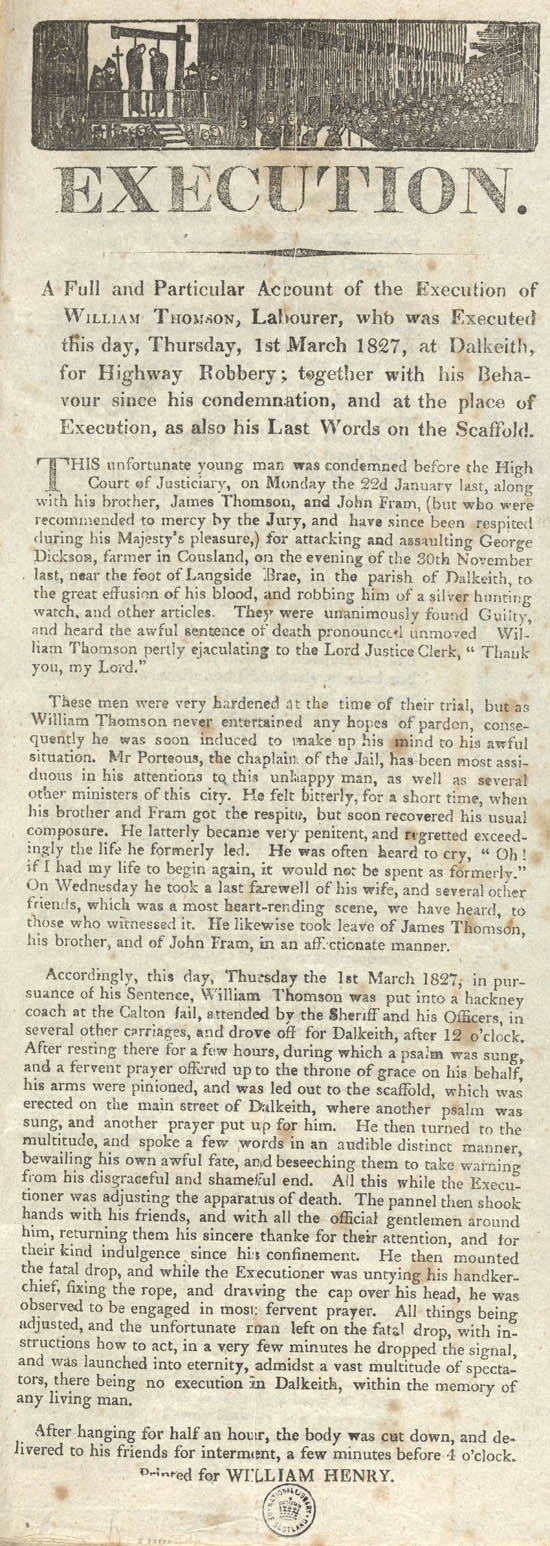 EXECUTION.
A Full and Particular Account of the Execution of
WILLIAM THOMSON, Labourer, who was Executed
this day, Thursday, 1st March 1827, at Dalkeith,
for Highway Robbery; together with his Beha-
vour since his condemnation, and at the place of
Execution, as also his Last Words on the Scaffold.
THIS unfortunate young man was condemned before the High
Court of Justiciary, on Monday the 22d January last, along
with his brother, James Thomson, and John Fram, (but who were
recommended to mercy by the Jury, and have since been respited
during his Majesty's pleasure,) for attacking and assaulting George
Dickson, farmer in Cousland, on the evening of the 30th November
last, near the foot of Langside Brae, in the parish of Dalkeith, to
the great effusion of his blood, and robbing him of a silver hunting
watch, and other articles. They were unanimously found Guilty,
and heard the awful sentence of death pronounced unmoved Wil-
liam Thomson pertly ejaculating to the Lord Justice Clerk, “ Thank
you, my Lord.”
These men were very hardened at the time of their trial, but as
William Thomson never entertained any hopes of pardon, conse-
quently he was soon induced to make up his mind to his awful
situation. Mr Porteous, the chaplain of the Jail, has been most assi-
duous in his attentions to this unhappy man, as well as several
other ministers of this city. He felt bitterly, for a short time, when
his brother and Fram got the respite, but soon recovered his usual
composure. He latterly became very penitent, and regretted exceed-
ingly the life he formerly led. He was often heard to cry, “ Oh!
if I had my life to begin again, it would not be spent as formerly.”
On Wednesday he took a last farewell of his wife, and several other
friends, which was a most heart-rending scene, we have heard, to
those who witnessed it. He likewise took leave of James Thomson,
his brother, and of John Fram, in an affectionate manner.
Accordingly, this day, Thursday the 1st March 1827, in pur-
suance of his Sentence, William Thomson was put into a hackney
coach at the Calton Jail, attended by the Sheriff and his Officers, in
several other carriages, and drove off for Dalkeith, after 12 o'clock.
After resting there for a few hours, during which a psalm was sung,
and a fervent prayer offered up to the throne of grace on his behalf,
his arms were pinioned, and was led out to the scaffold, which was
erected on the main street of Dalkeith, where another psalm was
sung, and another prayer put up for him. He then turned to the
multitude, and spoke a few words in an audible distinct manner,
bewailing his own awful fate, and beseeching them to take warning
from his disgraceful and shameful end. All this while the Execu-
tioner was adjusting the apparatus of death. The pannel then shook
hands with his friends, and with all the official gentlemen around
him, returning them his sincere thanke for their attention, and for
their kind indulgence since his confinement. He then mounted
the fatal drop, and while the Executioner was untying his handker-
chief, fixing the rope, and drawing the cap over his head, he was
observed to be engaged in most fervent prayer. All things being
adjusted, and the unfortunate man left on the fatal drop, with in-
structions how to act, in a very few minutes he dropped the signal,
and was launched into eternity, admidst a vast multitude of specta-
tors, there being no execution in Dalkeith, within the memory of
any living man.
After hanging for half an hour, the body was cut down, and de-
livered to his friends for interment, a few minutes before 4 o'clock.
Printed for WILLIAM HENRY.
NATIONAL LIBRARY
OF SCOTLAND